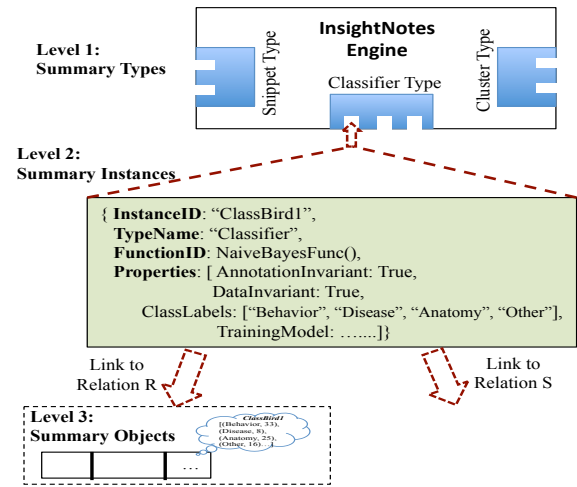 InsightNotes
Engine
Level 1:
Summary Types
Snippet Type
Classifier Type
Cluster Type
Level 2:
Summary Instances
{ InstanceID: “ClassBird1”,
TypeName: “Classifier”,
FunctionID: NaiveBayesFunc(),
Properties: [ AnnotationInvariant: True,
DataInvariant: True,
ClassLabels: [“Behavior”, “Disease”, “Anatomy”, “Other”],
TrainingModel: …....]}
Link to
Relation R
Link to
Relation S
Level 3:
Summary Objects
ClassBird1
[(Behavior, 33),
(Disease, 8),
(Anatomy, 25),
(Other, 16)…]
…